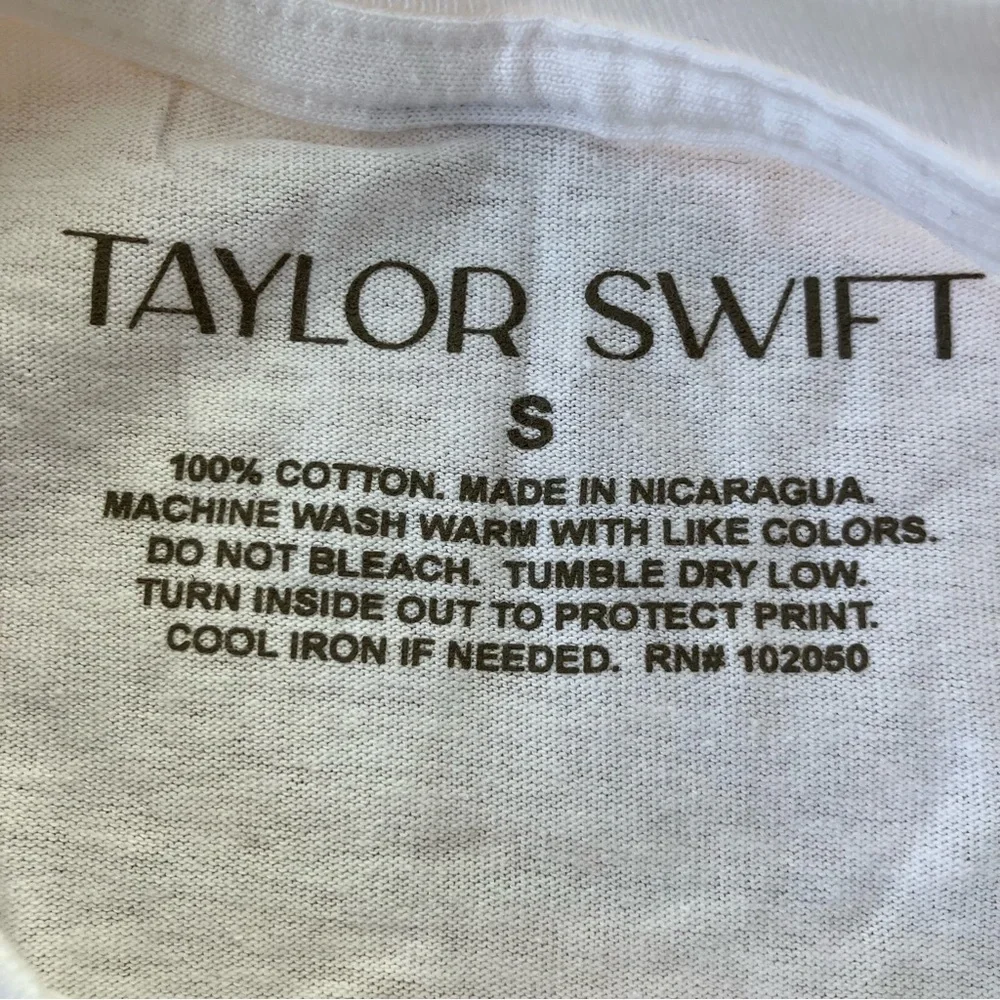 TAYLOR SWIFT
S
100% COTTON. MADE IN NICARAGUA.
MACHINE WASH WARM WITH LIKE COLORS.
DO NOT BLEACH. TUMBLE DRY LOW.
TURN INSIDE OUT TO PROTECT PRINT.
COOL IRON IF NEEDED. RN# 102050